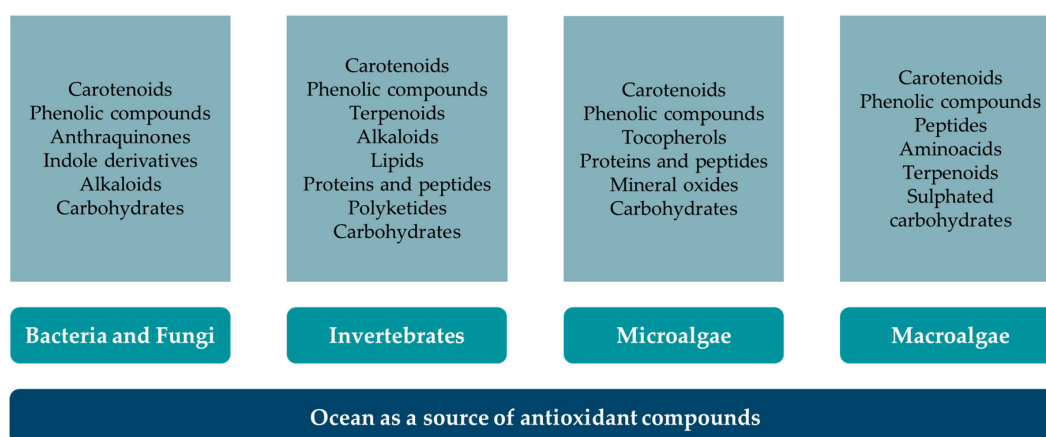 Carotenoids
Phenolic compounds
Anthraquinones
Indole derivatives
Alkaloids
Carbohydrates
Carotenoids
Phenolic compounds
Terpenoids
Alkaloids
Lipids
Proteins and peptides
Polyketides
Carbohydrates
Carotenoids
Phenolic compounds
Tocopherols
Proteins and peptides
Mineral oxides
Carbohydrates
Carotenoids
Phenolic compounds
Peptides
Aminoacids
Terpenoids
Sulphated
carbohydrates
Bacteria and Fungi
Invertebrates
Microalgae
Macroalgae
Ocean as a source of antioxidant compounds